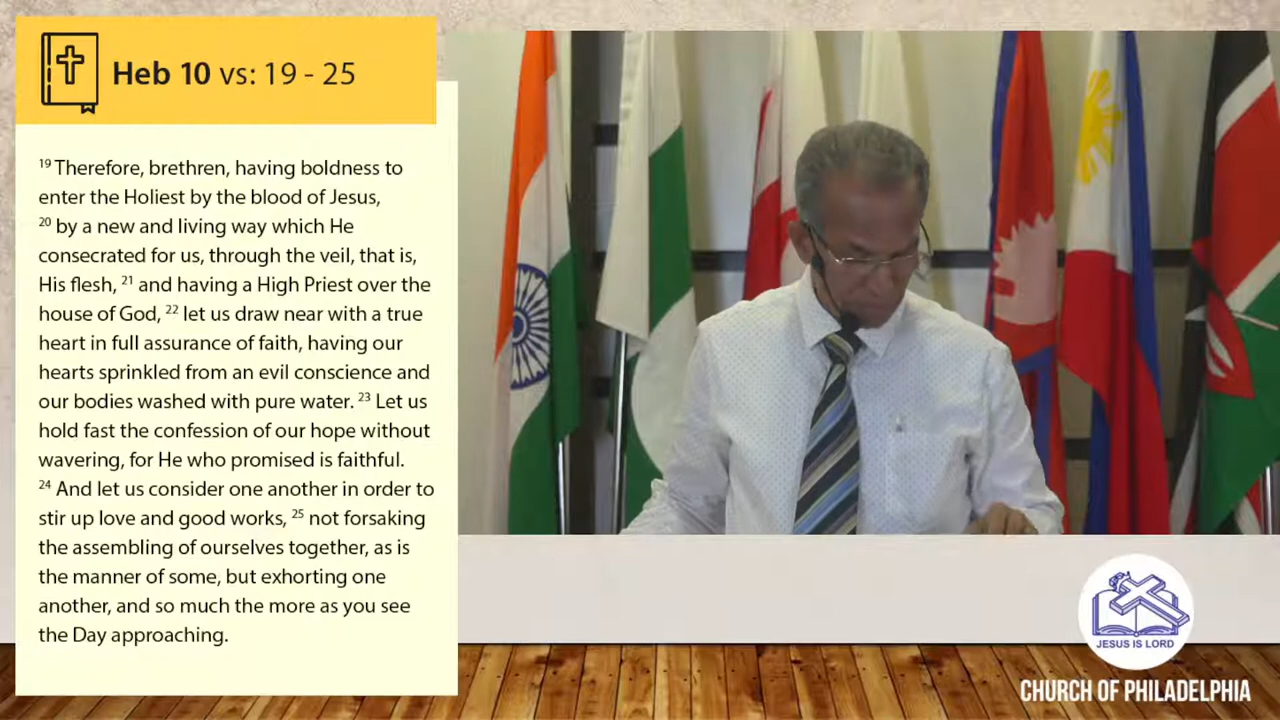 Heb 10 vs: 19 - 25
19 Therefore, brethren, having boldness to
enter the Holiest by the blood of Jesus,
20 by a new and living way which He
consecrated for us, through the veil, that is,
His flesh, 21 and having a High Priest over the
house of God, 22 let us draw near with a true
heart in full assurance of faith, having our
hearts sprinkled from an evil conscience and
our bodies washed with pure water. 23 Let us
hold fast the confession of our hope without
wavering, for He who promised is faithful.
24 And let us consider one another in order to
stir up love and good works, 25 not forsaking
the assembling of ourselves together, as is
the manner of some, but exhorting one
another, and so much the more as you see
the Day approaching.
JESUS IS LORD
CHURCH OF PHILADELPHIA